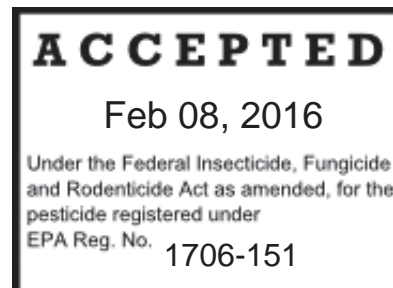 ACCEPTED
Feb 08, 2016
Under the Federal Insecticide, Fungicide
and Rodenticide Act as amended, for the
pesticide registered under
EPA Reg. No. 1706-151